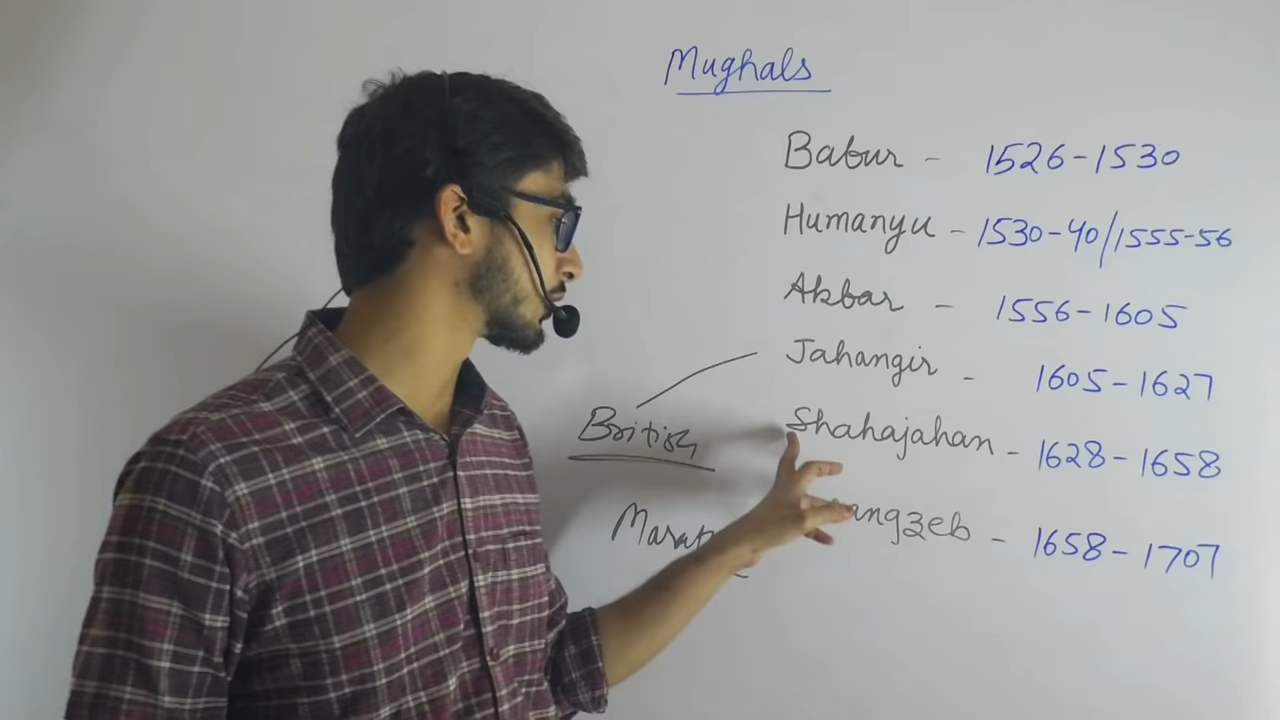 Mughals
Babur - 1526-1530
Humanyu - 1530-40/1555-56
Akbar - 1556-1605
Jahangir - 1605-1627
British
Shahajahan - 1628-1658
angzeb - 1658-1707